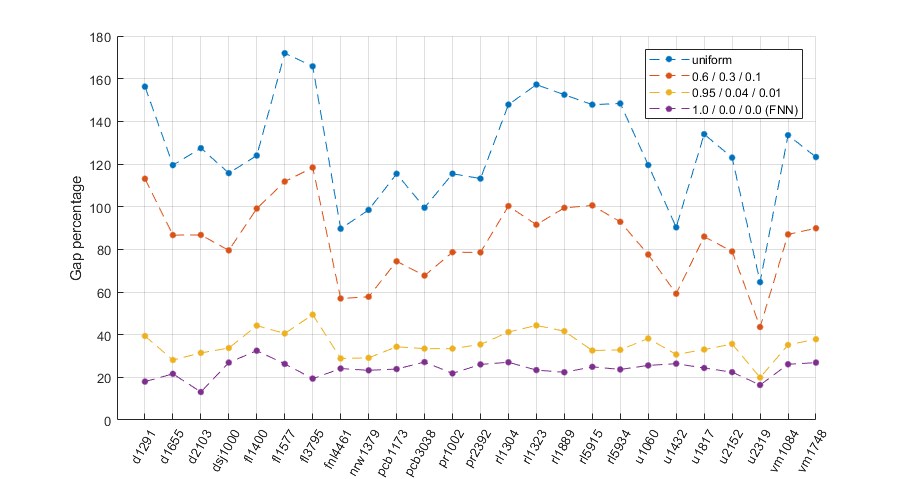 180
160
140
120
100
80
60
40
20
0
Gap percentage
uniform
0.6 / 0.3 / 0.1
0.95 / 0.04 / 0.01
1.0 / 0.0 / 0.0 (FNN)
d1291
d1655
d2103
dsj1000
fl1400
fl1577
fl3795
fnl4461
nrw1379
pcb1173
pcb3038
pr1002
pr2392
rl1304
rl1323
rl1889
rl5915
rl5934
u1060
u1432
u1817
u2152
u2319
vm1084
vm1748